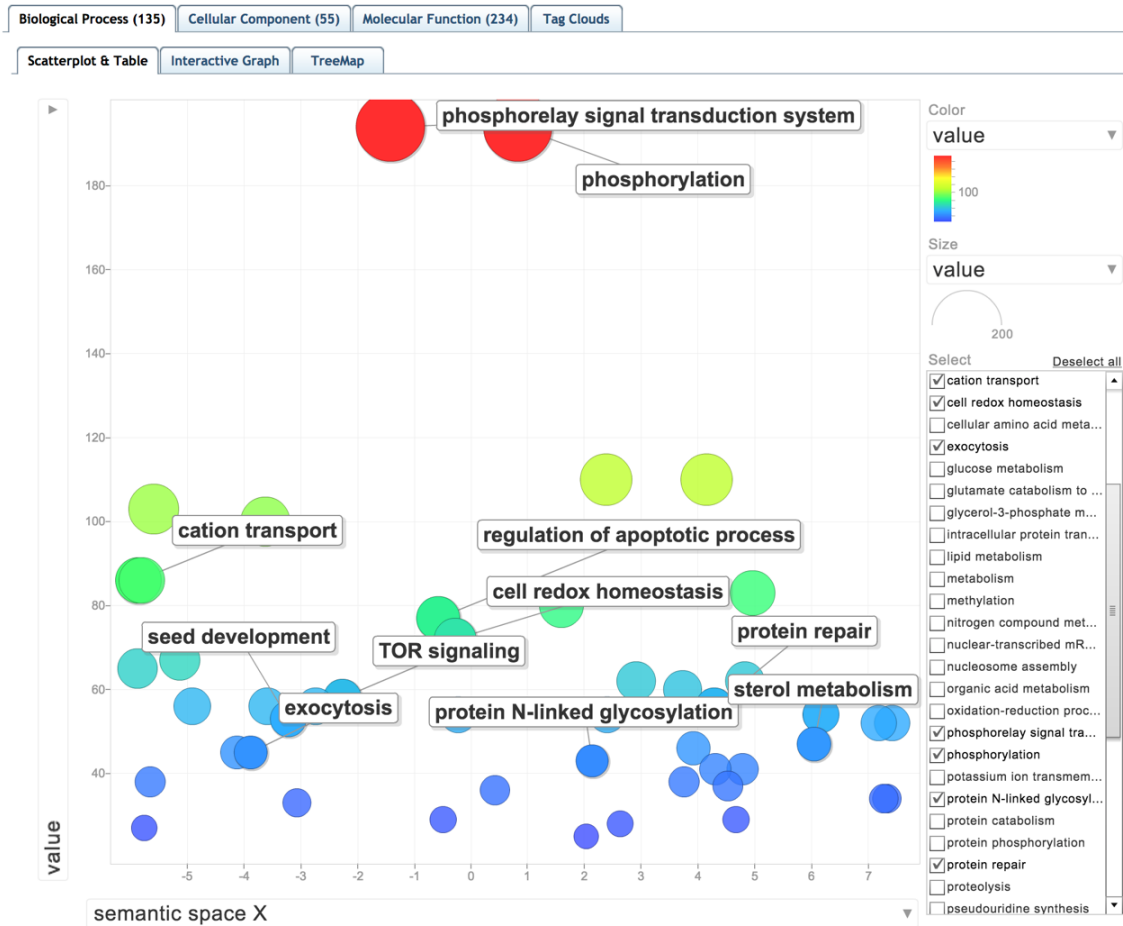 Biological Process (135) Cellular Component (55) Molecular Function (234) Tag Clouds
Scatterplot & Table Interactive Graph TreeMap
phosphorelay signal transduction system
phosphorylation
cation transport
regulation of apoptotic process
cell redox homeostasis
seed development
TOR signaling
protein repair
exocytosis
sterol metabolism
protein N-linked glycosylation
180
160
140
120
100
80
60
40
value
-5 -4 -3 -2 -1 0 1 2 3 4 5 6 7
semantic space X
Color
value
100
Size
value
200
Select Deselect all
cation transport
cell redox homeostasis
cellular amino acid meta...
exocytosis
glucose metabolism
glutamate catabolism to ...
glycerol-3-phosphate m...
intracellular protein tran...
lipid metabolism
metabolism
methylation
nitrogen compound met...
nuclear-transcribed mR...
nucleosome assembly
organic acid metabolism
oxidation-reduction proc...
phosphorelay signal tra...
phosphorylation
potassium ion transmem...
protein N-linked glycosyl...
protein catabolism
protein phosphorylation
protein repair
proteolysis
pseudouridine synthesis